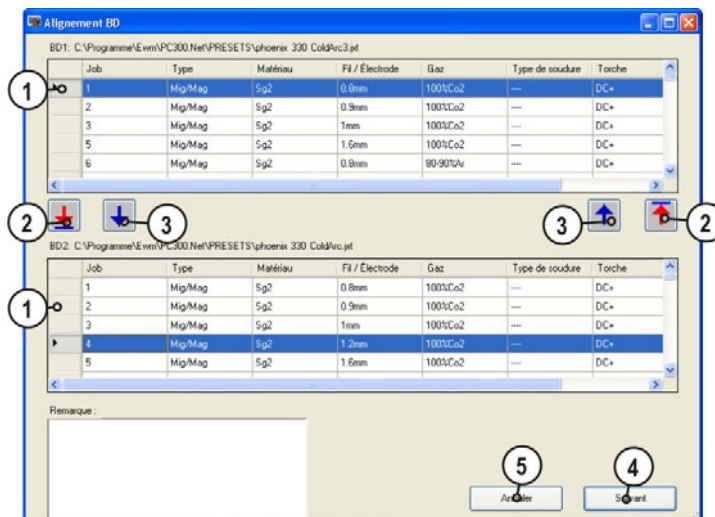 Alignement BD
BD1: C:\Programme\Ewm\PC300.Net\PRESETS\phoenix 330 ColdArc3.jxt
Job Type Matériau Fil / Électrode Gaz Type de soudure Torche
1 1 Mig/Mag Sg2 0.8mm 100%Co2 ---- DC+
2 Mig/Mag Sg2 0.9mm 100%Co2 ---- DC+
3 Mig/Mag Sg2 1mm 100%Co2 ---- DC+
5 Mig/Mag Sg2 1.6mm 100%Co2 ---- DC+
6 Mig/Mag Sg2 0.8mm 80-90%Ar ---- DC+
2 3 3 2
BD2: C:\Programme\Ewm\PC300.Net\PRESETS\phoenix 330 ColdArc.jxt
Job Type Matériau Fil / Électrode Gaz Type de soudure Torche
1 Mig/Mag Sg2 0.8mm 100%Co2 ---- DC+
1 2 Mig/Mag Sg2 0.9mm 100%Co2 ---- DC+
3 Mig/Mag Sg2 1mm 100%Co2 ---- DC+
4 Mig/Mag Sg2 1.2mm 100%Co2 ---- DC+
5 Mig/Mag Sg2 1.6mm 100%Co2 ---- DC+
Remarque :
5 4
Annuler Suivant